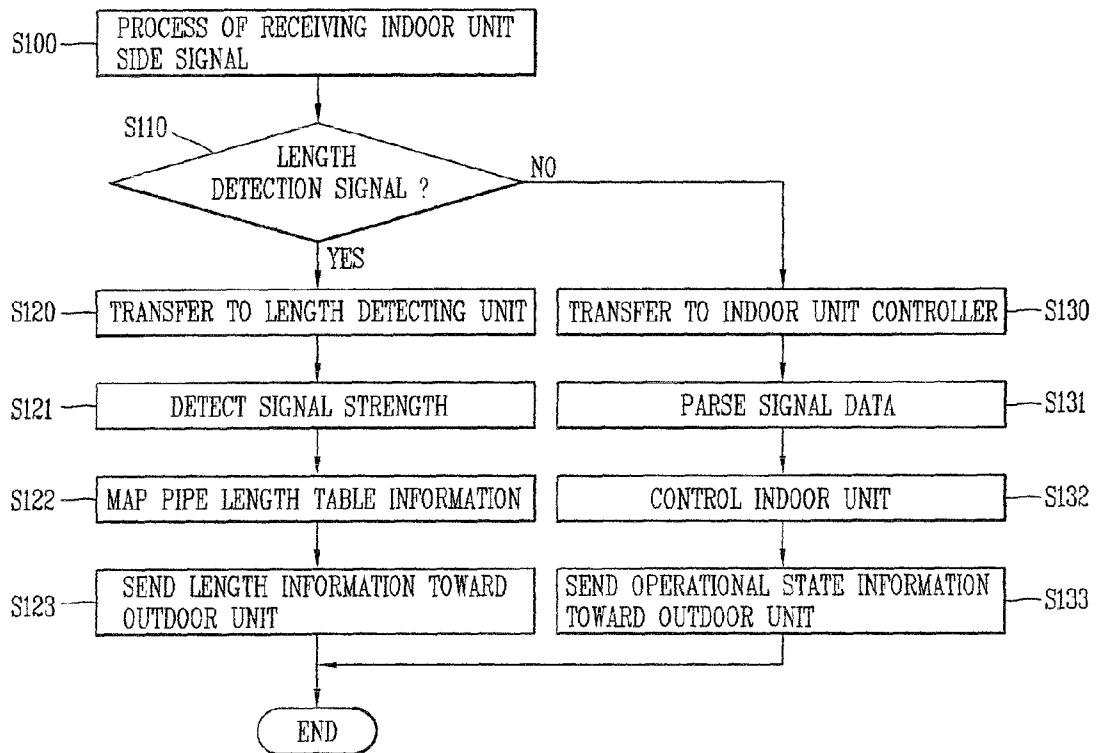 S100
PROCESS OF RECEIVING INDOOR UNIT
SIDE SIGNAL
S110
LENGTH
DETECTION SIGNAL ?
NO
YES
S120
TRANSFER TO LENGTH DETECTING UNIT
TRANSFER TO INDOOR UNIT CONTROLLER
S130
S121
DETECT SIGNAL STRENGTH
PARSE SIGNAL DATA
S131
S122
MAP PIPE LENGTH TABLE INFORMATION
CONTROL INDOOR UNIT
S132
S123
SEND LENGTH INFORMATION TOWARD
OUTDOOR UNIT
SEND OPERATIONAL STATE INFORMATION
TOWARD OUTDOOR UNIT
S133
END